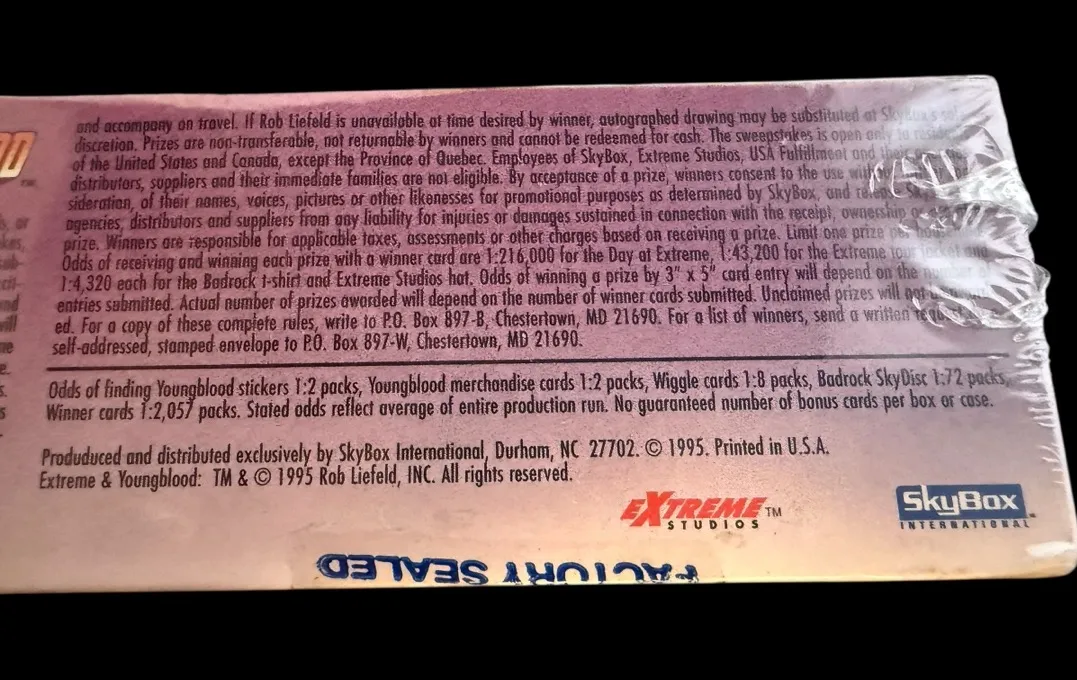 and accompany on travel. If Rob Liefeld is unavailable at time desired by winner, autographed drawing may be substituted at
discretion. Prizes are non-transferable, not returnable by winners and cannot be redeemed for cash. The sweepstakes is open only to
of the United States and Canada, except the Province of Quebec. Employees of SkyBox, Extreme Studios, USA Fulfillment and their
distributors, suppliers and their immediate families are not eligible. By acceptance of a prize, winners consent to the use
sideration, of their names, voices, pictures or other likenesses for promotional purposes as determined by SkyBox, and
agencies, distributors and suppliers from any liability for injuries or damages sustained in connection with the receipt, ownership
prize. Winners are responsible for applicable taxes, assessments or other charges based on receiving a prize. Limit one prize
Odds of receiving and winning each prize with a winner card are 1:216,000 for the Day at Extreme, 1:43,200 for the Extreme
1:4,320 each for the Badrock t-shirt and Extreme Studios hat. Odds of winning a prize by 3" x 5" card entry will depend on the
entries submitted. Actual number of prizes awarded will depend on the number of winner cards submitted. Unclaimed prizes will not
ed. For a copy of these complete rules, write to P.O. Box 897-B, Chestertown, MD 21690. For a list of winners, send a written
self-addressed, stamped envelope to P.O. Box 897-W, Chestertown, MD 21690.
Odds of finding Youngblood stickers 1:2 packs, Youngblood merchandise cards 1:2 packs, Wiggle cards 1:8 packs, Badrock SkyDisc 1:72 packs,
Winner cards 1:2,057 packs. Stated odds reflect average of entire production run. No guaranteed number of bonus cards per box or case.
Produduced and distributed exclusively by SkyBox International, Durham, NC 27702. © 1995. Printed in U.S.A.
Extreme & Youngblood: TM & © 1995 Rob Liefeld, INC. All rights reserved.
EXTREME TM
STUDIOS
SkyBox
INTERNATIONAL
FACTORY SEALED